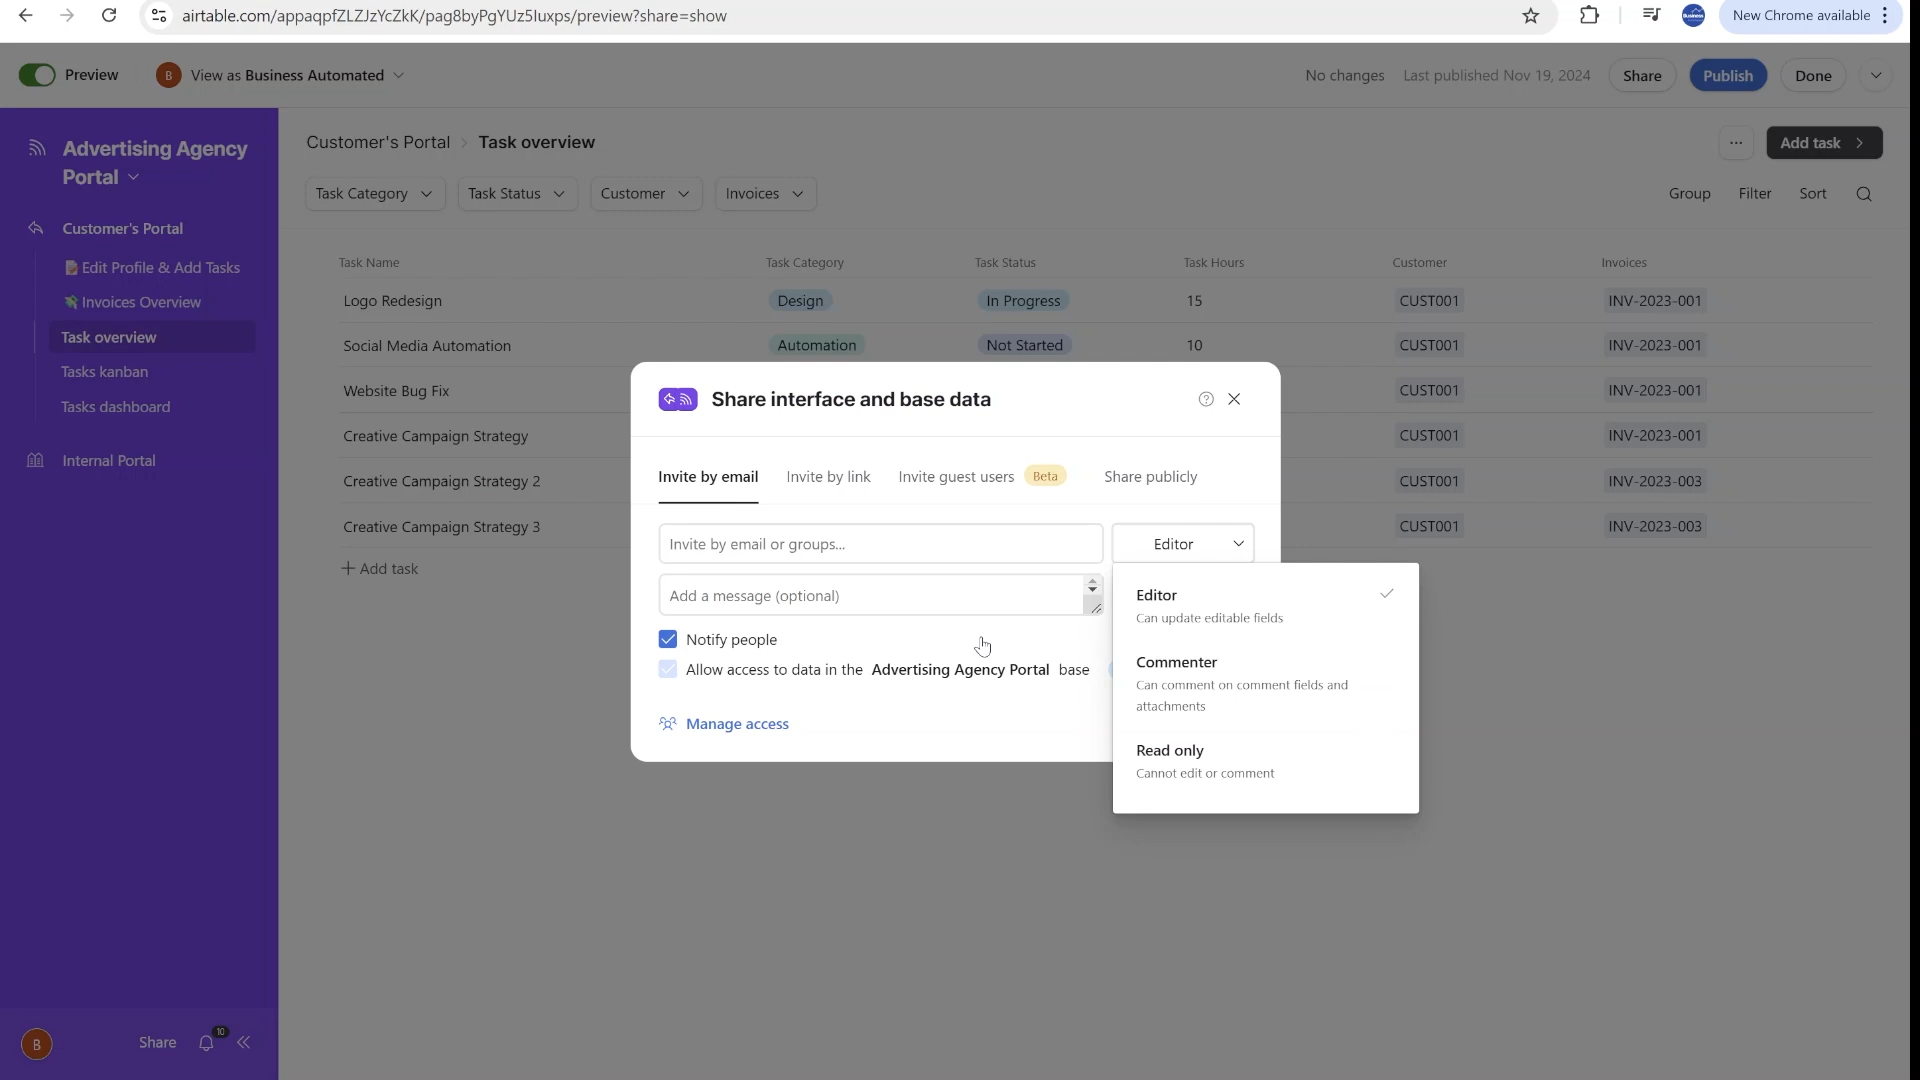 airtable.com/appaqpfZLZJzYcZkK/pag8byPgYUz5Iuxps/preview?share=show
New Chrome available
Preview
B
View as Business Automated
No changes
Last published Nov 19, 2024
Share
Publish
Done
Advertising Agency
Portal
Customer's Portal
Edit Profile & Add Tasks
Invoices Overview
Task overview
Tasks kanban
Tasks dashboard
Internal Portal
B
Share
10
Customer's Portal > Task overview
... Add task
Task Category Task Status Customer Invoices
Group Filter Sort
Task Name Task Category Task Status Task Hours Customer Invoices
Logo Redesign Design In Progress 15 CUST001 INV-2023-001
Social Media Automation Automation Not Started 10 CUST001 INV-2023-001
Website Bug Fix CUST001 INV-2023-001
Creative Campaign Strategy CUST001 INV-2023-001
Creative Campaign Strategy 2 CUST001 INV-2023-003
Creative Campaign Strategy 3 CUST001 INV-2023-003
+ Add task
Share interface and base data
Invite by email Invite by link Invite guest users Beta Share publicly
Invite by email or groups...
Editor
Add a message (optional)
Notify people
Allow access to data in the Advertising Agency Portal base
Manage access
Editor
Can update editable fields
Commenter
Can comment on comment fields and
attachments
Read only
Cannot edit or comment